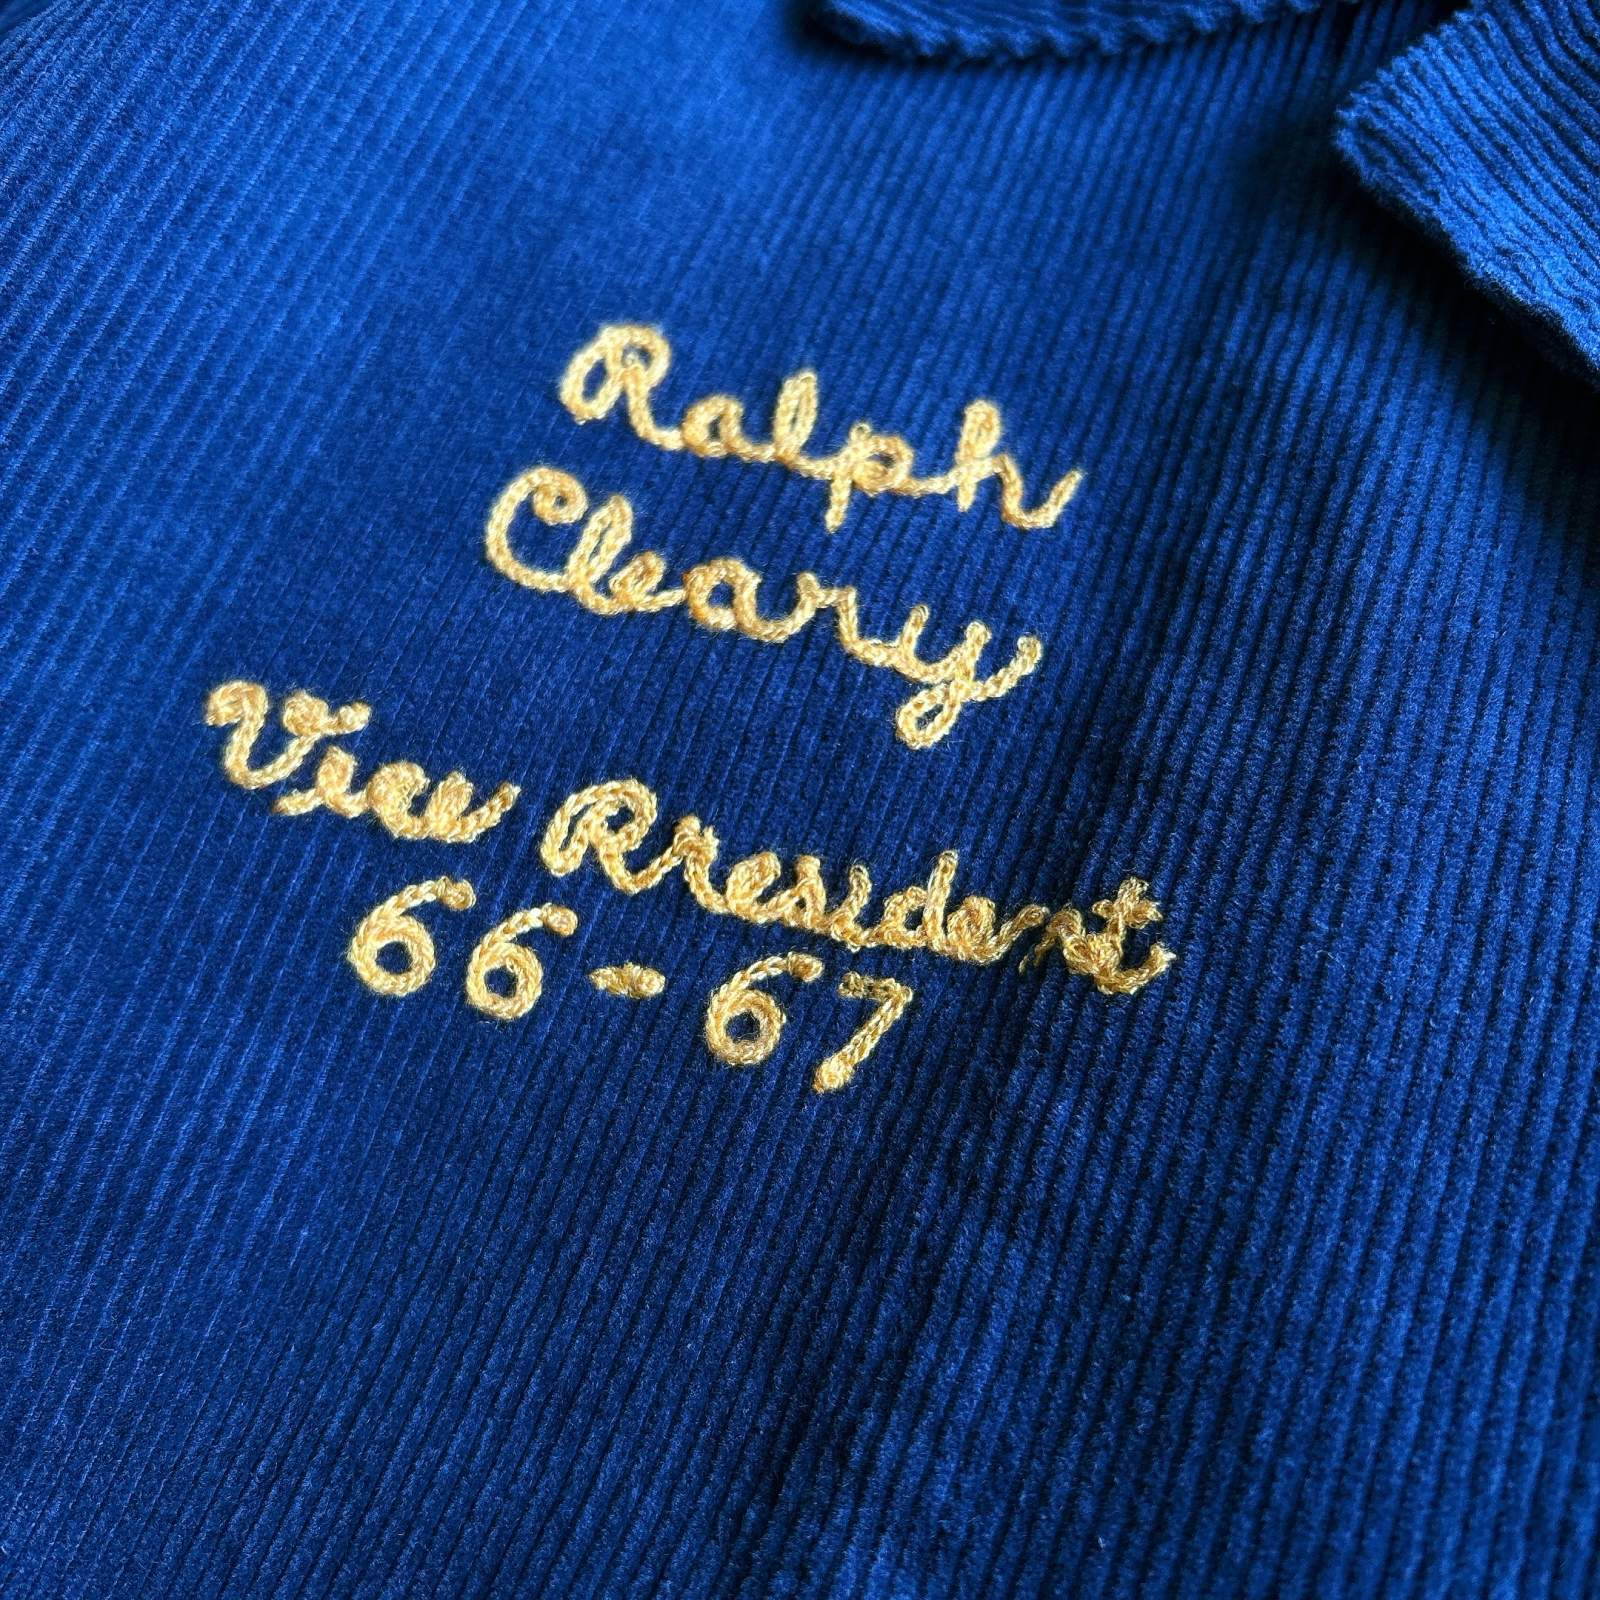 Ralph
Cleary
Vice President
66-67